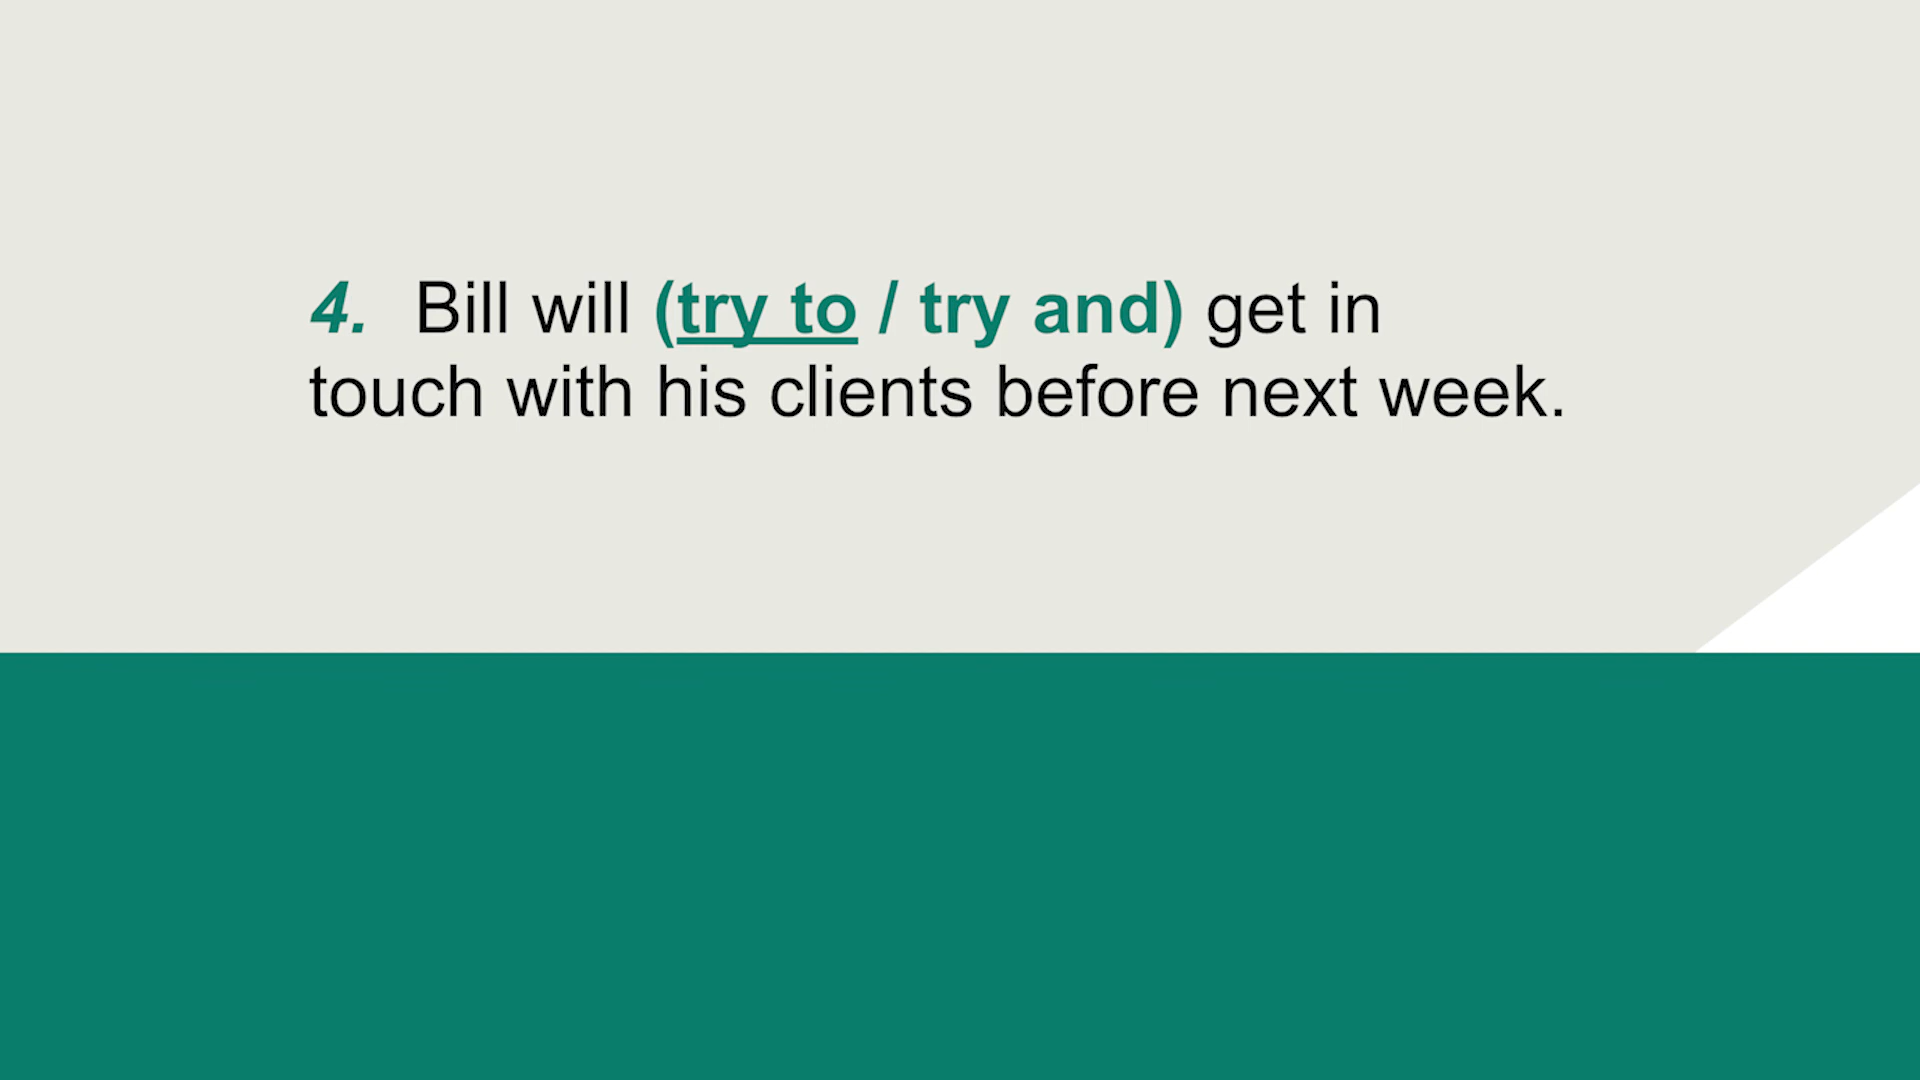 4. Bill will (try to / try and) get in
touch with his clients before next week.